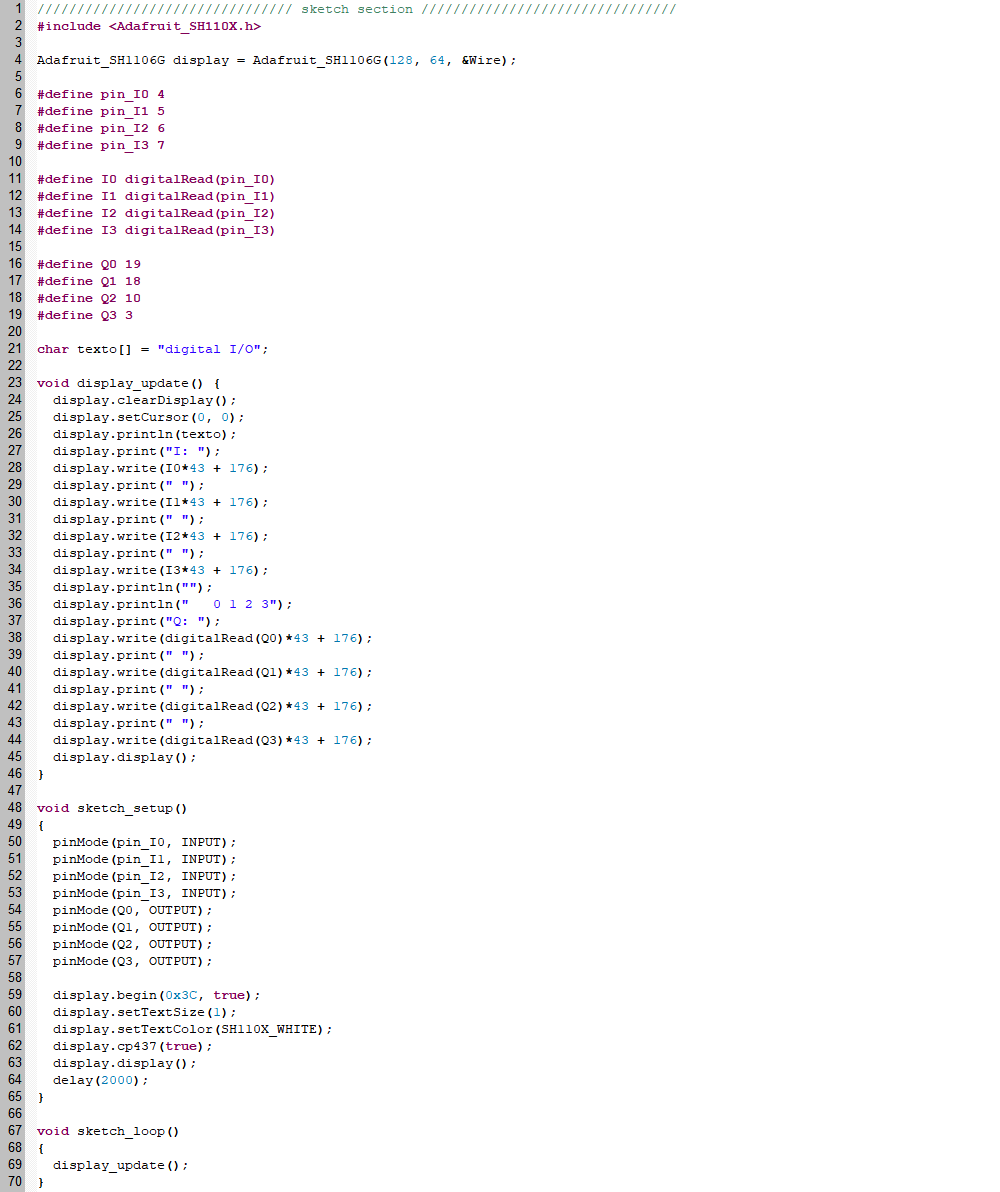 1 //////////////////////////////// sketch section ////////////////////////////////
2 #include <Adafruit_SH110X.h>
3
4 Adafruit_SH1106G display = Adafruit_SH1106G(128, 64, &Wire);
5
6 #define pin_I0 4
7 #define pin_I1 5
8 #define pin_I2 6
9 #define pin_I3 7
10
11 #define I0 digitalRead(pin_I0)
12 #define I1 digitalRead(pin_I1)
13 #define I2 digitalRead(pin_I2)
14 #define I3 digitalRead(pin_I3)
15
16 #define Q0 19
17 #define Q1 18
18 #define Q2 10
19 #define Q3 3
20
21 char texto[] = "digital I/O";
22
23 void display_update() {
24   display.clearDisplay();
25   display.setCursor(0, 0);
26   display.println(texto);
27   display.print("I: ");
28   display.write(I0*43 + 176);
29   display.print(" ");
30   display.write(I1*43 + 176);
31   display.print(" ");
32   display.write(I2*43 + 176);
33   display.print(" ");
34   display.write(I3*43 + 176);
35   display.println("");
36   display.println("   0 1 2 3");
37   display.print("Q: ");
38   display.write(digitalRead(Q0)*43 + 176);
39   display.print(" ");
40   display.write(digitalRead(Q1)*43 + 176);
41   display.print(" ");
42   display.write(digitalRead(Q2)*43 + 176);
43   display.print(" ");
44   display.write(digitalRead(Q3)*43 + 176);
45   display.display();
46 }
47
48 void sketch_setup()
49 {
50   pinMode(pin_I0, INPUT);
51   pinMode(pin_I1, INPUT);
52   pinMode(pin_I2, INPUT);
53   pinMode(pin_I3, INPUT);
54   pinMode(Q0, OUTPUT);
55   pinMode(Q1, OUTPUT);
56   pinMode(Q2, OUTPUT);
57   pinMode(Q3, OUTPUT);
58
59   display.begin(0x3C, true);
60   display.setTextSize(1);
61   display.setTextColor(SH110X_WHITE);
62   display.cp437(true);
63   display.display();
64   delay(2000);
65 }
66
67 void sketch_loop()
68 {
69   display_update();
70 }